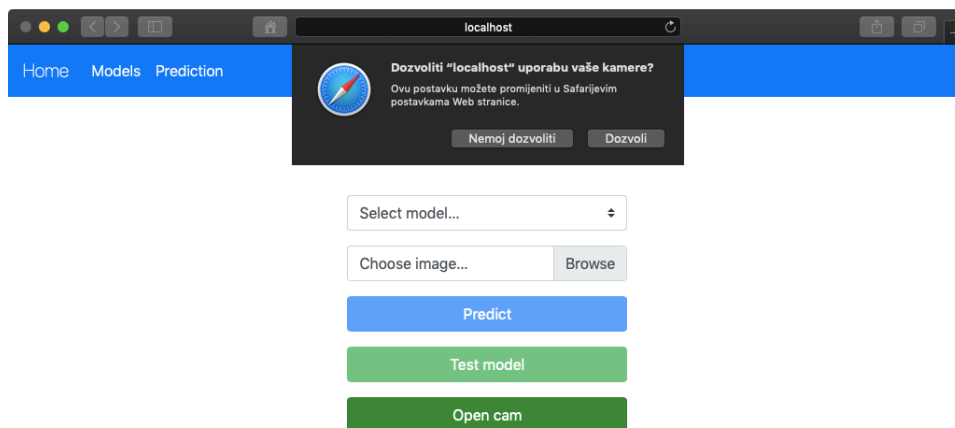 localhost
Home Models Prediction
Dozvoliti “localhost“ uporabu vaše kamere?
Ovu postavku možete promijeniti u Safarijevim
postavkama Web stranice.
Nemoj dozvoliti Dozvoli
Select model...
Choose image... Browse
Predict
Test model
Open cam